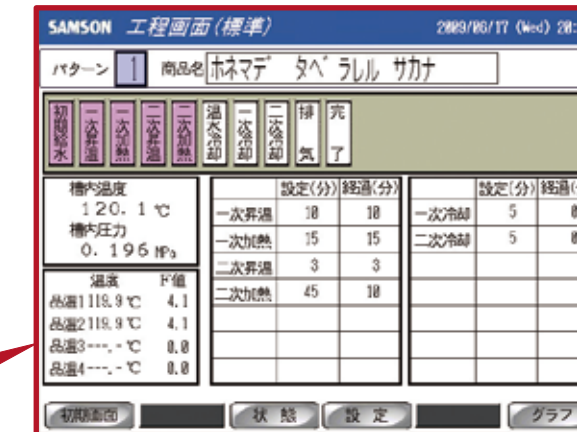 SAMSON 工程画面(標準) 2009/06/17 (Wed) 20:
パターン 1 商品名 ホネマデ タベラレル サカナ
初期給水 一次昇温 一次加熱 二次昇温 二次加熱 温水冷却 一次冷却 二次冷却 排気 完了
槽内温度
120.1 ℃
槽内圧力
0.196 MPa
温度 F値
品温1 119.9 ℃ 4.1
品温2 119.9 ℃ 4.1
品温3 ---.- ℃ 0.0
品温4 ---.- ℃ 0.0
設定(分) 経過(分)
一次昇温 10 10
一次加熱 15 15
二次昇温 3 3
二次加熱 45 10
設定(分) 経過(
一次冷却 5 0
二次冷却 5 0
初期画面 状態 設定 グラフ